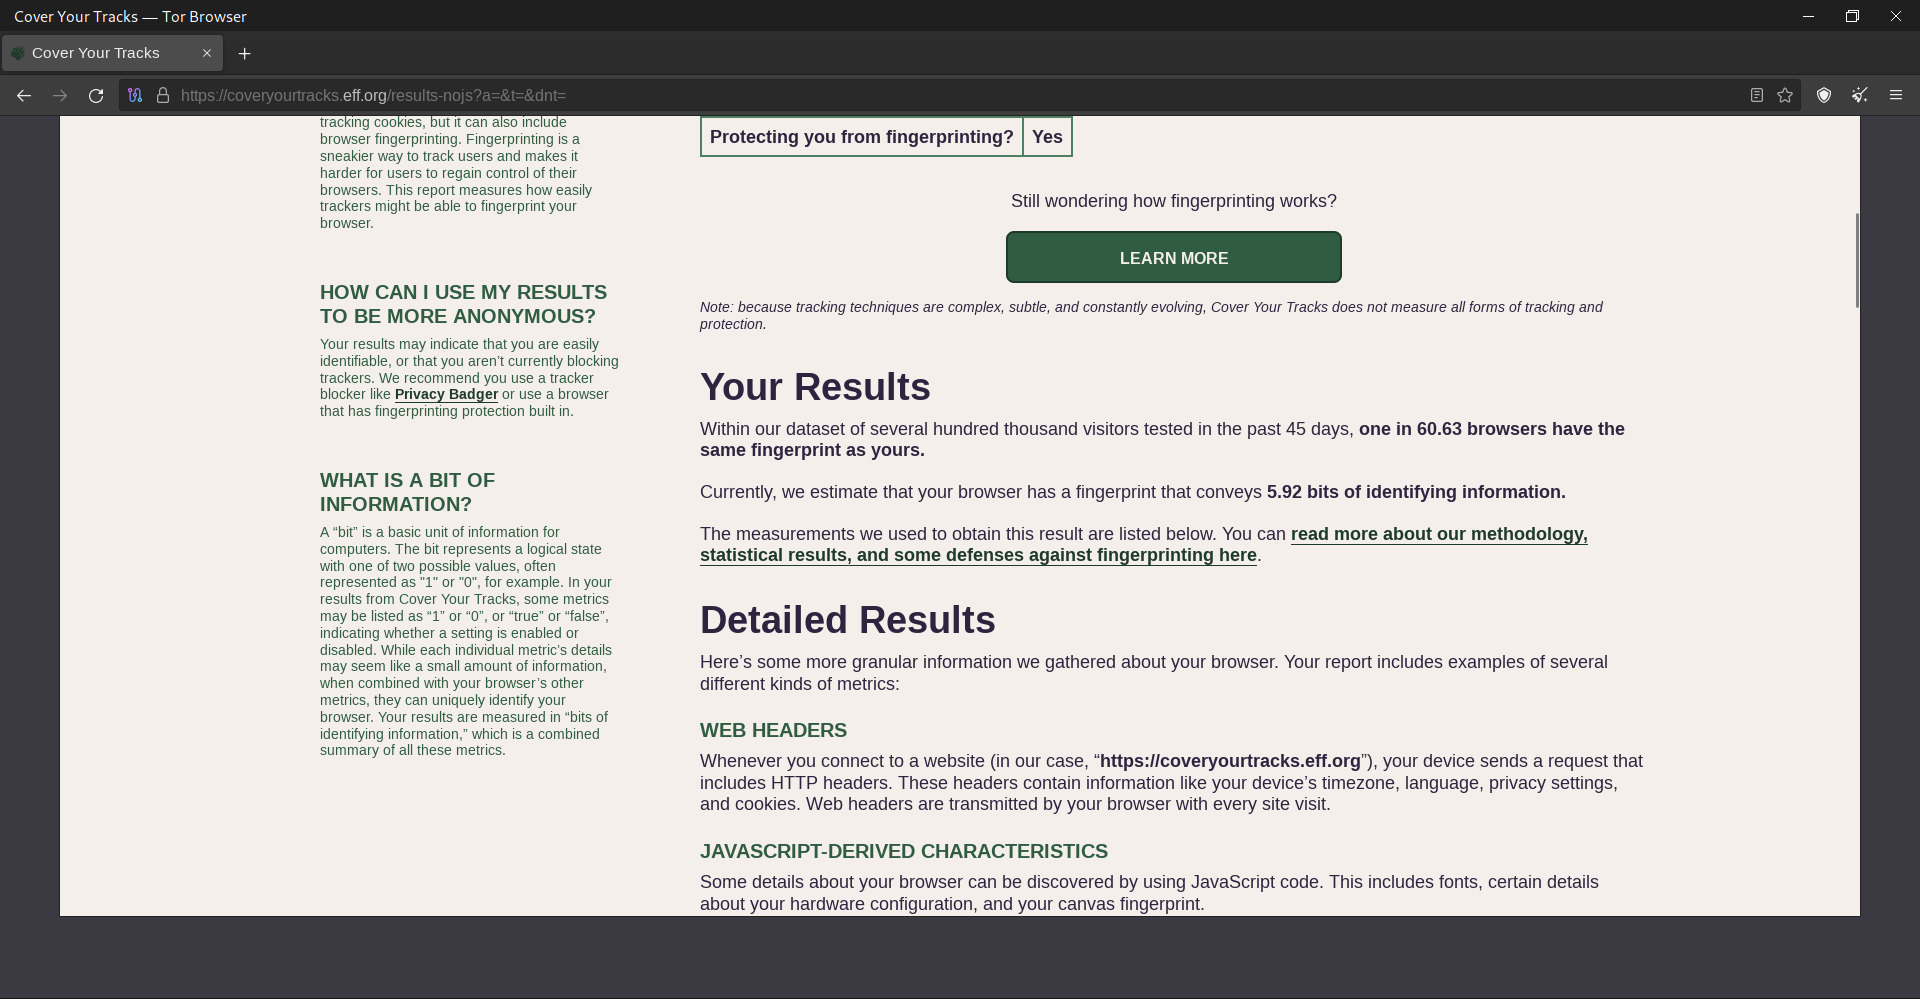 Cover Your Tracks — Tor Browser
Cover Your Tracks
https://coveryourtracks.eff.org/results-nojs?a=&t=&dnt=
tracking cookies, but it can also include
browser fingerprinting. Fingerprinting is a
sneakier way to track users and makes it
harder for users to regain control of their
browsers. This report measures how easily
trackers might be able to fingerprint your
browser.
HOW CAN I USE MY RESULTS
TO BE MORE ANONYMOUS?
Your results may indicate that you are easily
identifiable, or that you aren’t currently blocking
trackers. We recommend you use a tracker
blocker like Privacy Badger or use a browser
that has fingerprinting protection built in.
WHAT IS A BIT OF
INFORMATION?
A “bit” is a basic unit of information for
computers. The bit represents a logical state
with one of two possible values, often
represented as "1" or "0", for example. In your
results from Cover Your Tracks, some metrics
may be listed as “1” or “0”, or “true” or “false”,
indicating whether a setting is enabled or
disabled. While each individual metric’s details
may seem like a small amount of information,
when combined with your browser’s other
metrics, they can uniquely identify your
browser. Your results are measured in “bits of
identifying information,” which is a combined
summary of all these metrics.
Protecting you from fingerprinting? Yes
Still wondering how fingerprinting works?
LEARN MORE
Note: because tracking techniques are complex, subtle, and constantly evolving, Cover Your Tracks does not measure all forms of tracking and
protection.
Your Results
Within our dataset of several hundred thousand visitors tested in the past 45 days, one in 60.63 browsers have the
same fingerprint as yours.
Currently, we estimate that your browser has a fingerprint that conveys 5.92 bits of identifying information.
The measurements we used to obtain this result are listed below. You can read more about our methodology,
statistical results, and some defenses against fingerprinting here.
Detailed Results
Here’s some more granular information we gathered about your browser. Your report includes examples of several
different kinds of metrics:
WEB HEADERS
Whenever you connect to a website (in our case, “https://coveryourtracks.eff.org”), your device sends a request that
includes HTTP headers. These headers contain information like your device’s timezone, language, privacy settings,
and cookies. Web headers are transmitted by your browser with every site visit.
JAVASCRIPT-DERIVED CHARACTERISTICS
Some details about your browser can be discovered by using JavaScript code. This includes fonts, certain details
about your hardware configuration, and your canvas fingerprint.